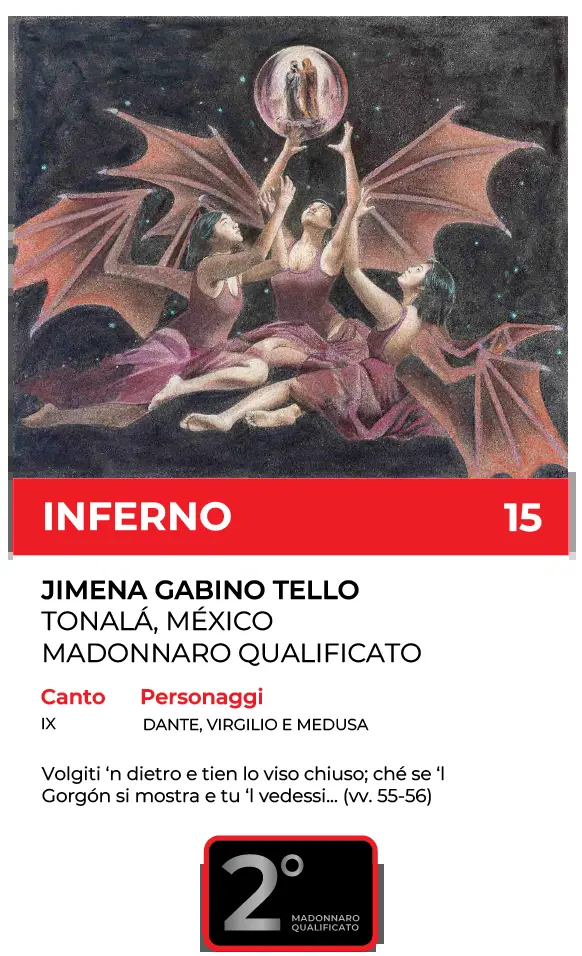 INFERNO 15
JIMENA GABINO TELLO
TONALÁ, MÉXICO
MADONNARO QUALIFICATO
Canto Personaggi
IX DANTE, VIRGILIO E MEDUSA
Volgiti ‘n dietro e tien lo viso chiuso; ché se ‘l
Gorgón si mostra e tu ‘l vedessi... (vv. 55-56)
2°
MADONNARO
QUALIFICATO